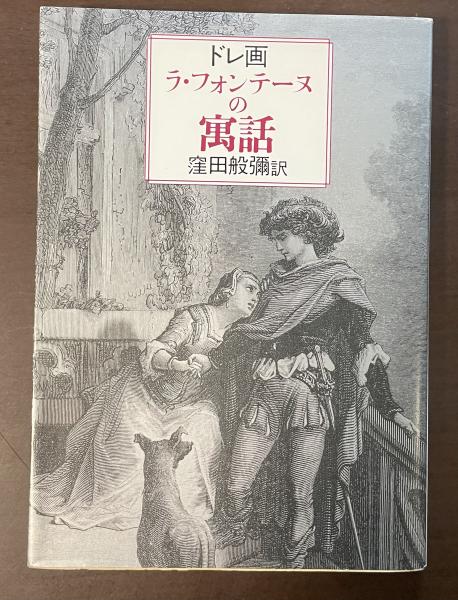 ドレ画
ラ・フォンテーヌ
の
寓話
窪田般彌訳